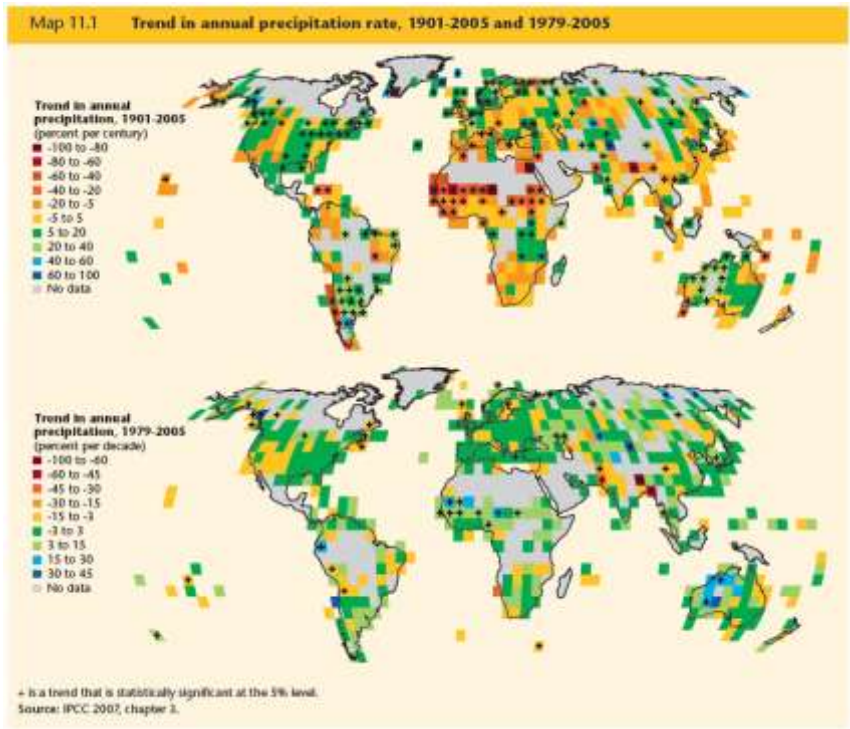 Map 11.1 Trend in annual precipitation rate, 1901-2005 and 1979-2005
Trend in annual
precipitation, 1901-2005
(percent per century)
-100 to -80
-80 to -60
-60 to -40
-40 to -20
-20 to -5
-5 to 5
5 to 20
20 to 40
40 to 60
60 to 100
No data
Trend in annual
precipitation, 1979-2005
(percent per decade)
-100 to -60
-60 to -45
-45 to -30
-30 to -15
-15 to -3
-3 to 3
3 to 15
15 to 30
30 to 45
No data
+ is a trend that is statistically significant at the 5% level.
Source: IPCC 2007, chapter 3.